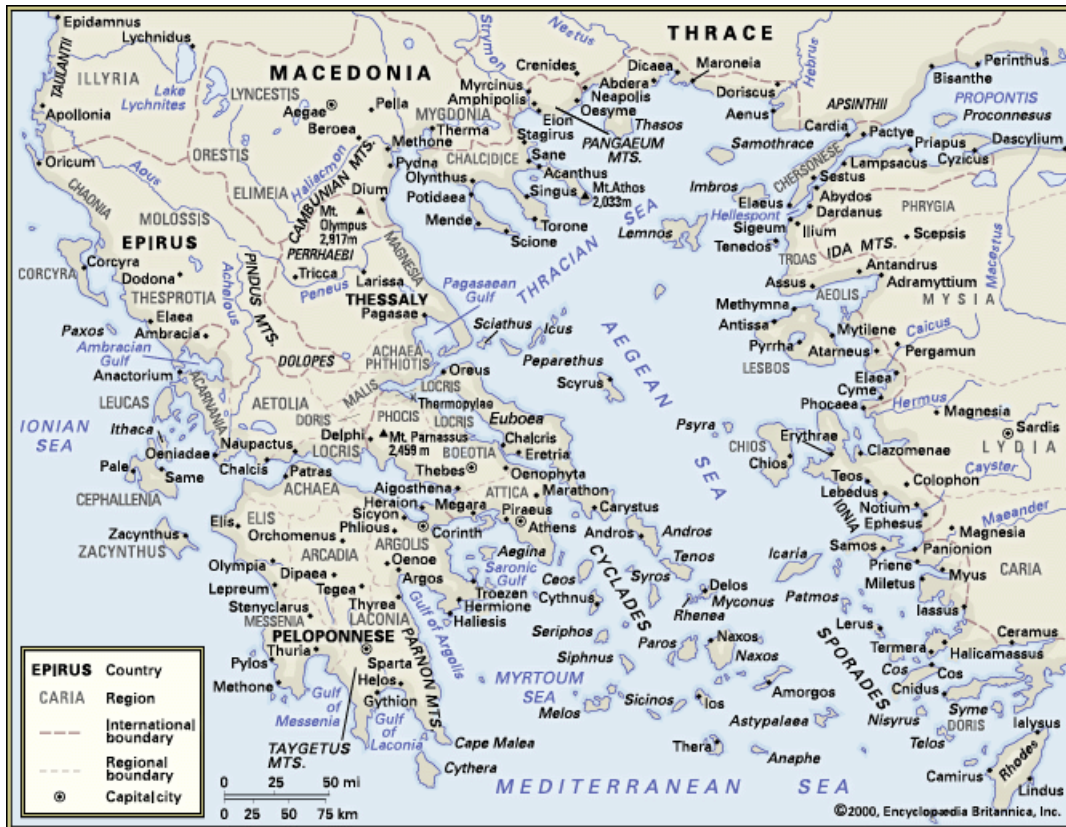 Epidamnus
Lychnidus
TAULANTII
ILLYRIA
Lake
Lychnites
Apollonia
Oricum
CHAONIA
Aous
MACEDONIA
LYNCESTIS
Aegae
Pella
Beroea
MYGDONIA
Therma
Methone
Pydna
ORESTIS
ELIMEIA
Haliacmon
CAMBUNIAN MTS.
Dium
Mt.
Olympus
2,917m
PERRHAEBI
Strymon
Nestus
THRACE
Hebrus
Crenides
Dicaea
Maroneia
Myrcinus
Abdera
Amphipolis
Neapolis
Eion
Oesyme
Stagirus
Thasos
PANGAEUM
MTS.
Doriscus
Aenus
APSINTHII
Bisanthe
Perinthus
PROPONTIS
Proconnesus
Cardia
Pactye
Samothrace
Priapus
Dascylium
CHERSONESE
Lampsacus
Cyzicus
Sestus
Imbros
Abydos
Elaeus
Dardanus
Hellespont
Sigeum
Ilium
PHRYGIA
Tenedos
IDA MTS.
Scepsis
Macestus
TROAS
CHALCIDICE
Sane
Acanthus
Olynthus
Potidaea
Singus
Mt.Athos
2,033m
Mende
Torone
Scione
Lemnos
THRACIAN SEA
MOLOSSIS
EPIRUS
CORCYRA
Corcyra
Dodona
THESPROTIA
Achelous
PINDUS MTS.
Elaea
Ambracia
Paxos
Ambracian
Gulf
Anactorium
Tricca
Larissa
Peneus
MAGNESIA
THESSALY
Pagasae
Pagasaean
Gulf
DOLOPES
ACHAEA
PHTHIOTIS
Sciathus
Icus
Peparethus
Scyrus
AEGEAN SEA
Assus
Antandrus
Adramyttium
AEOLIS
MYSIA
Methymna
Antissa
Mytilene
Caicus
Pyrrha
Atarneus
Pergamun
LESBOS
Elaea
Cyme
Phocaea
Hermus
Magnesia
Sardis
LYDIA
Psyra
Erythrae
CHIOS
Chios
Clazomenae
Cayster
Teos
Colophon
Lebedus
IONIA
Notium
Ephesus
Maeander
Magnesia
Samos
Panionion
Priene
Myus
Miletus
CARIA
Icaria
Patmos
Iassus
LEUCAS
ACARNANIA
IONIAN
SEA
Ithaca
Oeniadae
AETOLIA
MALIS
DORIS
Oreus
LOCRIS
Thermopylae
PHOCIS
LOCRIS
Euboea
Delphi
Mt. Parnassus
2,459 m
Naupactus
LOCRIS
BOEOTIA
Chalcris
Eretria
Pale
Same
Chalcis
Patras
Thebes
Oenophyta
CEPHALLENIA
ACHAEA
Aigosthena
ATTICA
Marathon
Heraion
Megara
Piraeus
Carystus
Zacynthus
ZACYNTHUS
Elis
ELIS
Sicyon
Phlious
Corinth
Athens
Andros
Andros
Orchomenus
ARGOLIS
Aegina
Tenos
ARCADIA
Oenoe
Saronic
Gulf
Olympia
Dipaea
Argos
Ceos
Syros
Delos
Lepreum
Tegea
Troezen
Cythnus
Myconus
Thyrea
Hermione
Rhenea
Stenyclarus
LACONIA
Haliesis
CYCLADES
MESSENIA
Gulf of Argolis
Seriphos
Paros
Naxos
PELOPONNESE
PARNON MTS.
Thuria
Sparta
Siphnus
Naxos
Pylos
Helos
MYRTOUM
SEA
Methone
Gythion
Gulf
of
Messenia
Gulf
of
Laconia
Melos
Sicinos
Ios
Amorgos
TAYGETUS
MTS.
Cape Malea
Cythera
Thera
Astypalaea
Anaphe
MEDITERRANEAN SEA
SPORADES
Lerus
Ceramus
Termera
Halicarnassus
Cos
Cos
Cnidus
Syme
Nisyrus
DORIS
Ialysus
Telos
Rhodes
Camirus
Lindus
EPIRUS Country
CARIA Region
International
boundary
Regional
boundary
Capitalcity
0 25 50 mi
0 25 75 km
©2000, Encyclopædia Britannica, Inc.